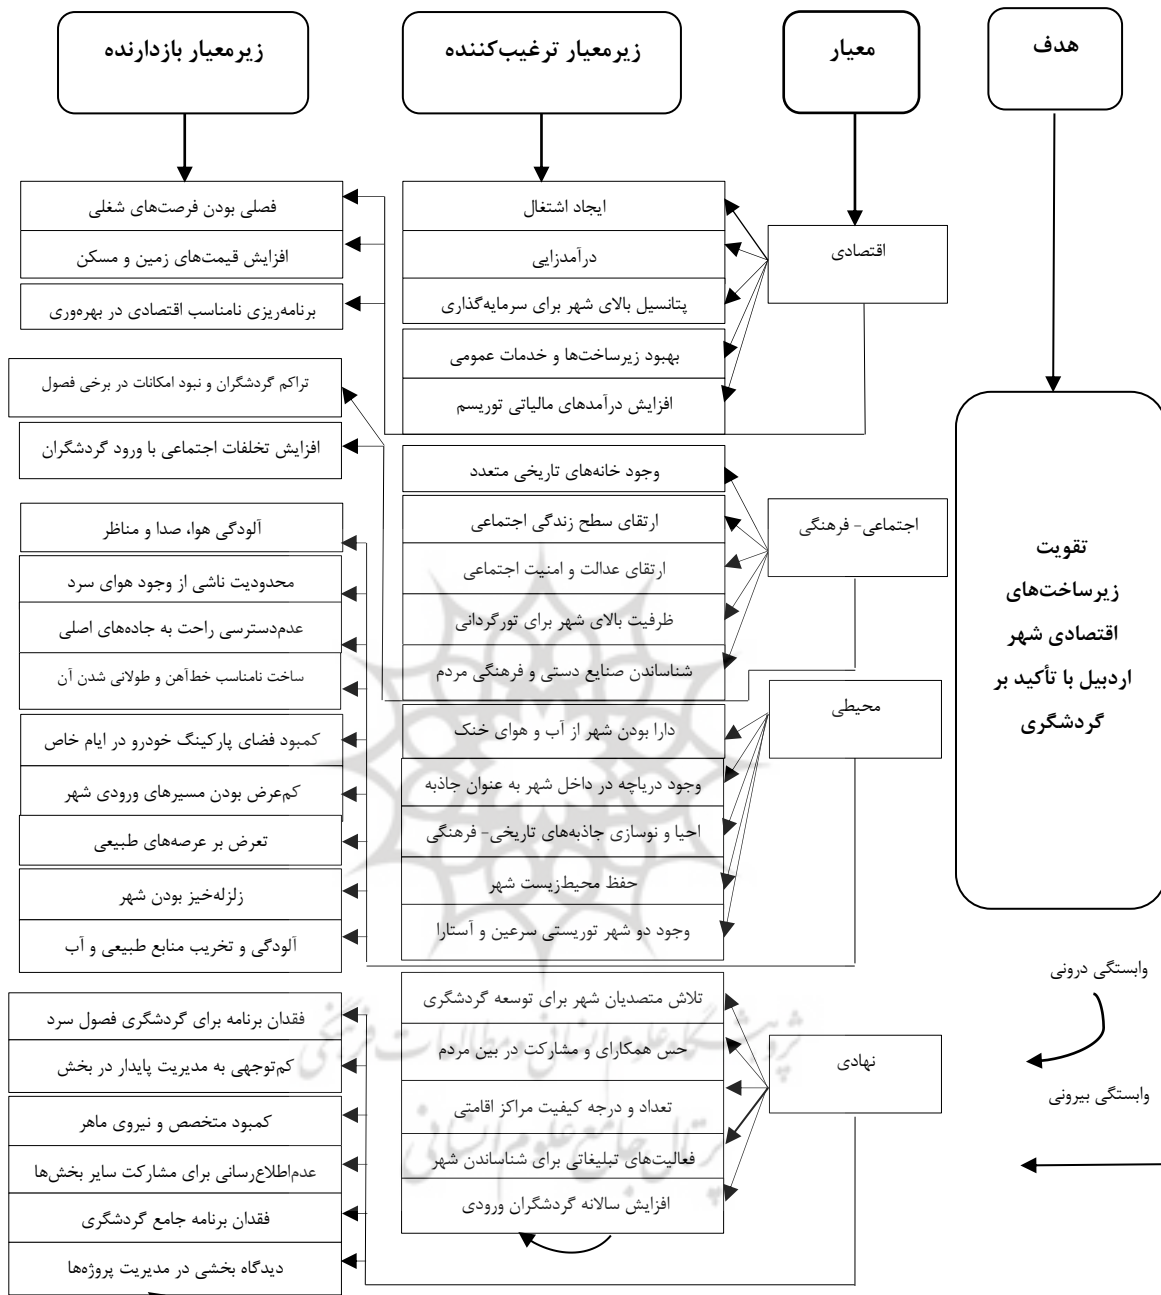 هدف
معیار
زیرمعیار ترغیب‌کننده
زیرمعیار بازدارنده
تقویت
زیرساخت‌های
اقتصادی شهر
اردبیل با تأکید بر
گردشگری
وابستگی درونی
وابستگی بیرونی
اقتصادی
ایجاد اشتغال
درآمدزایی
پتانسیل بالای شهر برای سرمایه‌گذاری
بهبود زیرساخت‌ها و خدمات عمومی
افزایش درآمدهای مالیاتی توریسم
فصلی بودن فرصت‌های شغلی
افزایش قیمت‌های زمین و مسکن
برنامه‌ریزی نامناسب اقتصادی در بهره‌وری
اجتماعی- فرهنگی
وجود خانه‌های تاریخی متعدد
ارتقای سطح زندگی اجتماعی
ارتقای عدالت و امنیت اجتماعی
ظرفیت بالای شهر برای تورگردانی
شناساندن صنایع دستی و فرهنگی مردم
تراکم گردشگران و نبود امکانات در برخی فصول
افزایش تخلفات اجتماعی با ورود گردشگران
محیطی
دارا بودن شهر از آب و هوای خنک
وجود دریاچه در داخل شهر به عنوان جاذبه
احیا و نوسازی جاذبه‌های تاریخی- فرهنگی
حفظ محیط‌زیست شهر
وجود دو شهر توریستی سرعین و آستارا
آلودگی هوا، صدا و مناظر
محدودیت ناشی از وجود هوای سرد
عدم‌دسترسی راحت به جاده‌های اصلی
ساخت نامناسب خط‌آهن و طولانی شدن آن
کمبود فضای پارکینگ خودرو در ایام خاص
کم‌عرض بودن مسیرهای ورودی شهر
تعرض بر عرصه‌های طبیعی
زلزله‌خیز بودن شهر
آلودگی و تخریب منابع طبیعی و آب
نهادی
تلاش متصدیان شهر برای توسعه گردشگری
حس همکارای و مشارکت در بین مردم
تعداد و درجه کیفیت مراکز اقامتی
فعالیت‌های تبلیغاتی برای شناساندن شهر
افزایش سالانه گردشگران ورودی
فقدان برنامه برای گردشگری فصول سرد
کم‌توجهی به مدیریت پایدار در بخش
کمبود متخصص و نیروی ماهر
عدم‌اطلاع‌رسانی برای مشارکت سایر بخش‌ها
فقدان برنامه جامع گردشگری
دیدگاه بخشی در مدیریت پروژه‌ها
پژوهشگاه علوم انسانی و مطالعات فرهنگی
پرتال جامع علوم انسانی